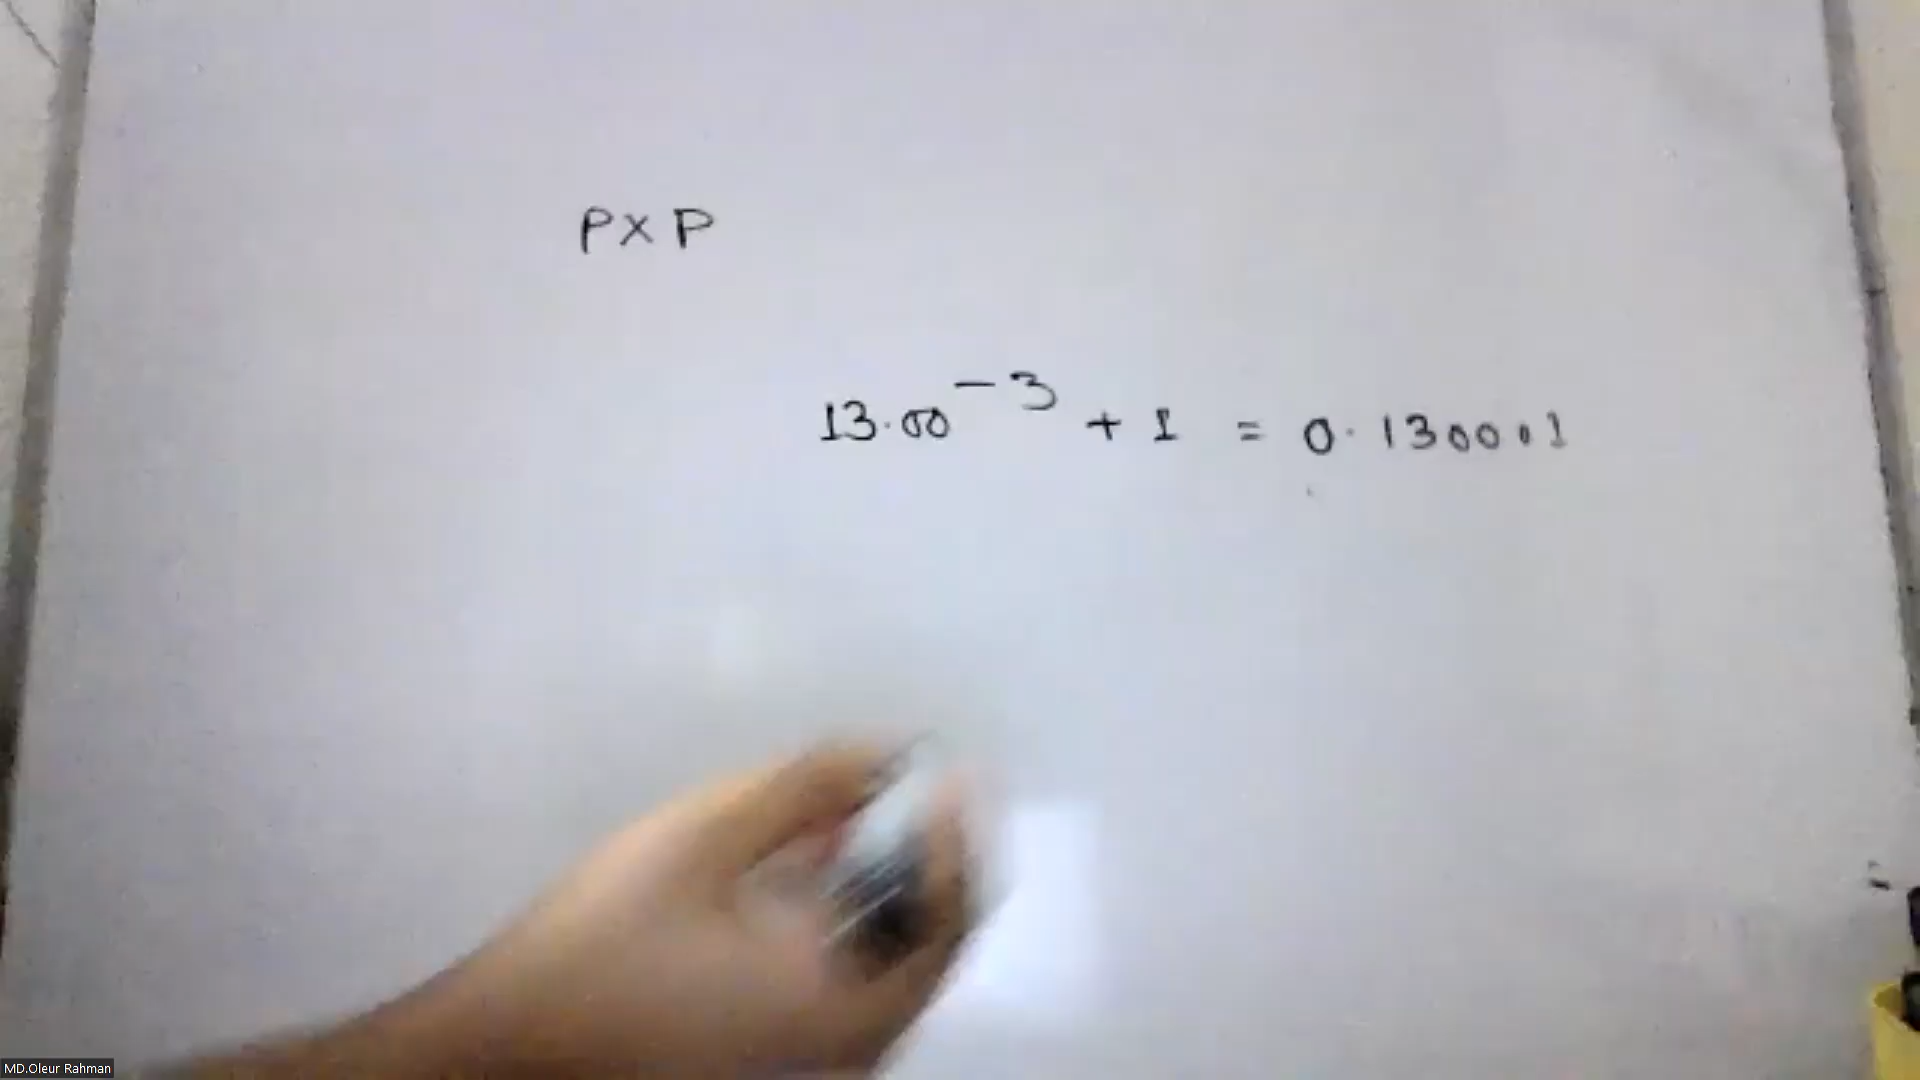 P x P
13.00⁻³ + 1 = 0.130001
MD.Oleur Rahman